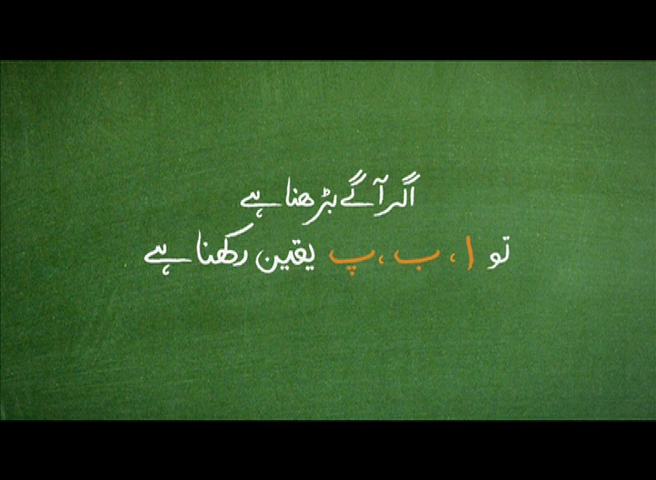 اگر آگے بڑھنا ہے
تو ا، ب، پ یقین رکھنا ہے